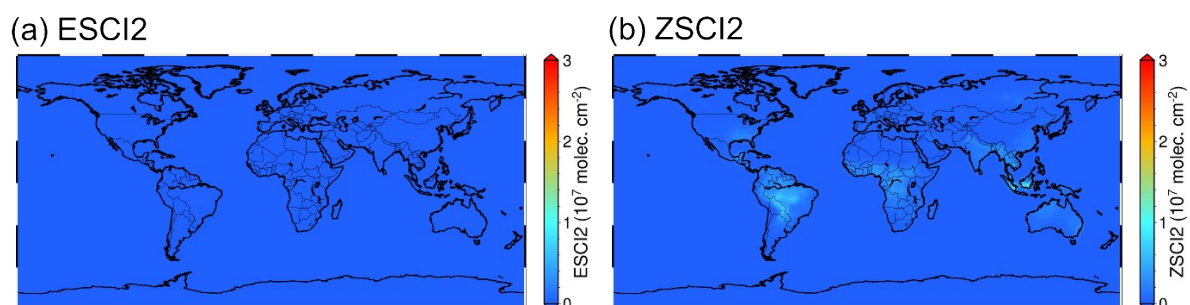 (a) ESCI2
3
2
1
0
ESCI2 (10⁷ molec. cm⁻²)
(b) ZSCI2
3
2
1
0
ZSCI2 (10⁷ molec. cm⁻²)